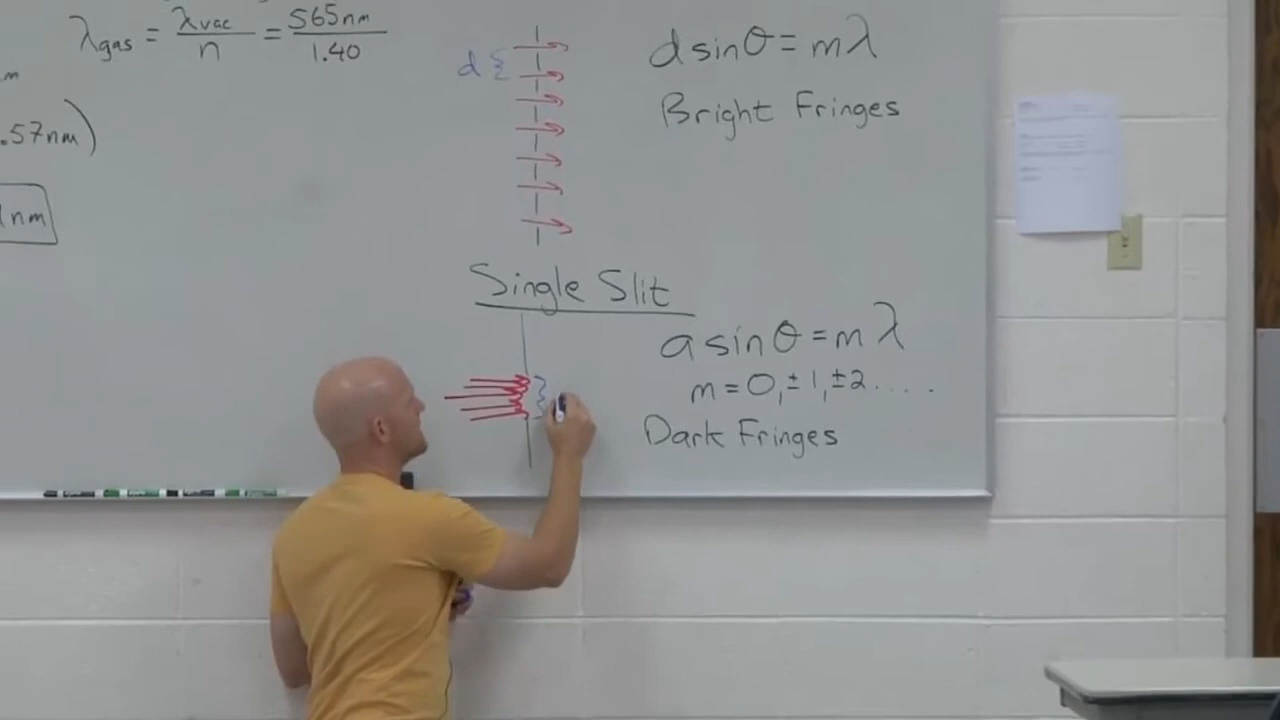 λgas = λvac / n = 565nm / 1.40
m
.57nm)
nm
d
d sinθ = mλ
Bright Fringes
Single Slit
a sinθ = mλ
m = 0, ±1, ±2 . . . . .
Dark Fringes